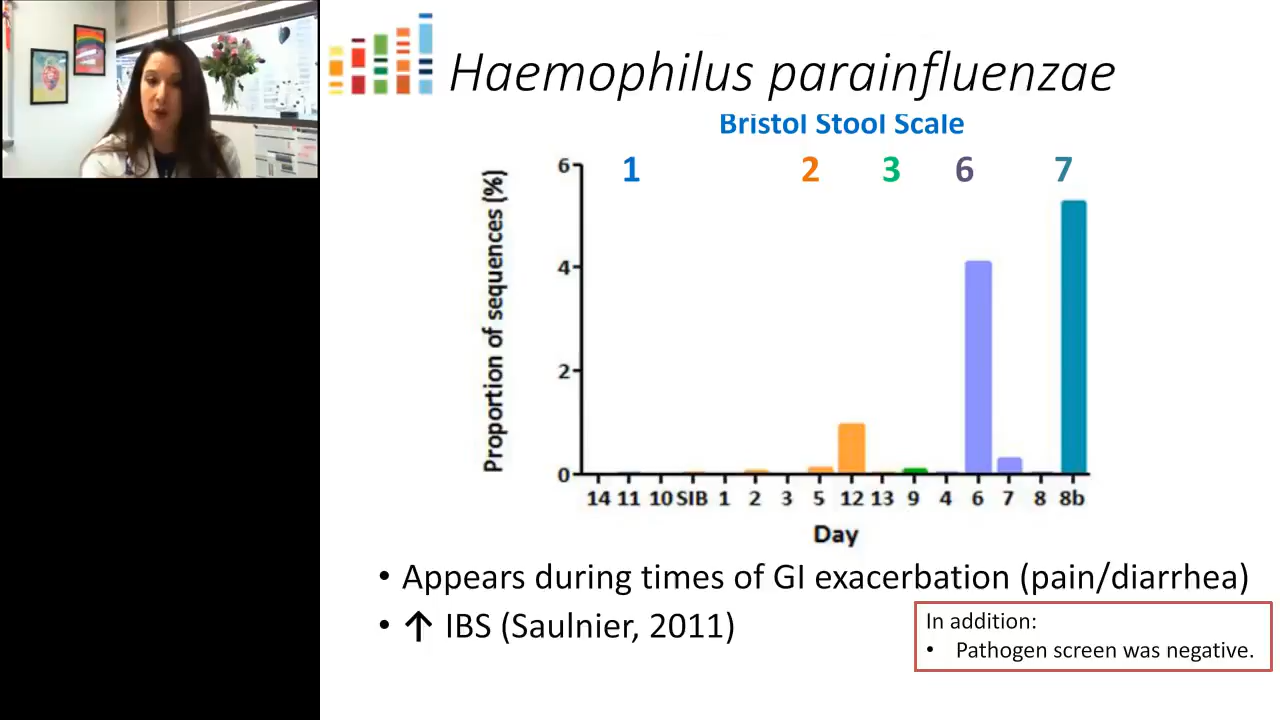 Haemophilus parainfluenzae
Bristol Stool Scale
1 2 3 6 7
Proportion of sequences (%)
6
4
2
0
14 11 10 SIB 1 2 3 5 12 13 9 4 6 7 8 8b
Day
• Appears during times of GI exacerbation (pain/diarrhea)
• ↑ IBS (Saulnier, 2011)
In addition:
• Pathogen screen was negative.